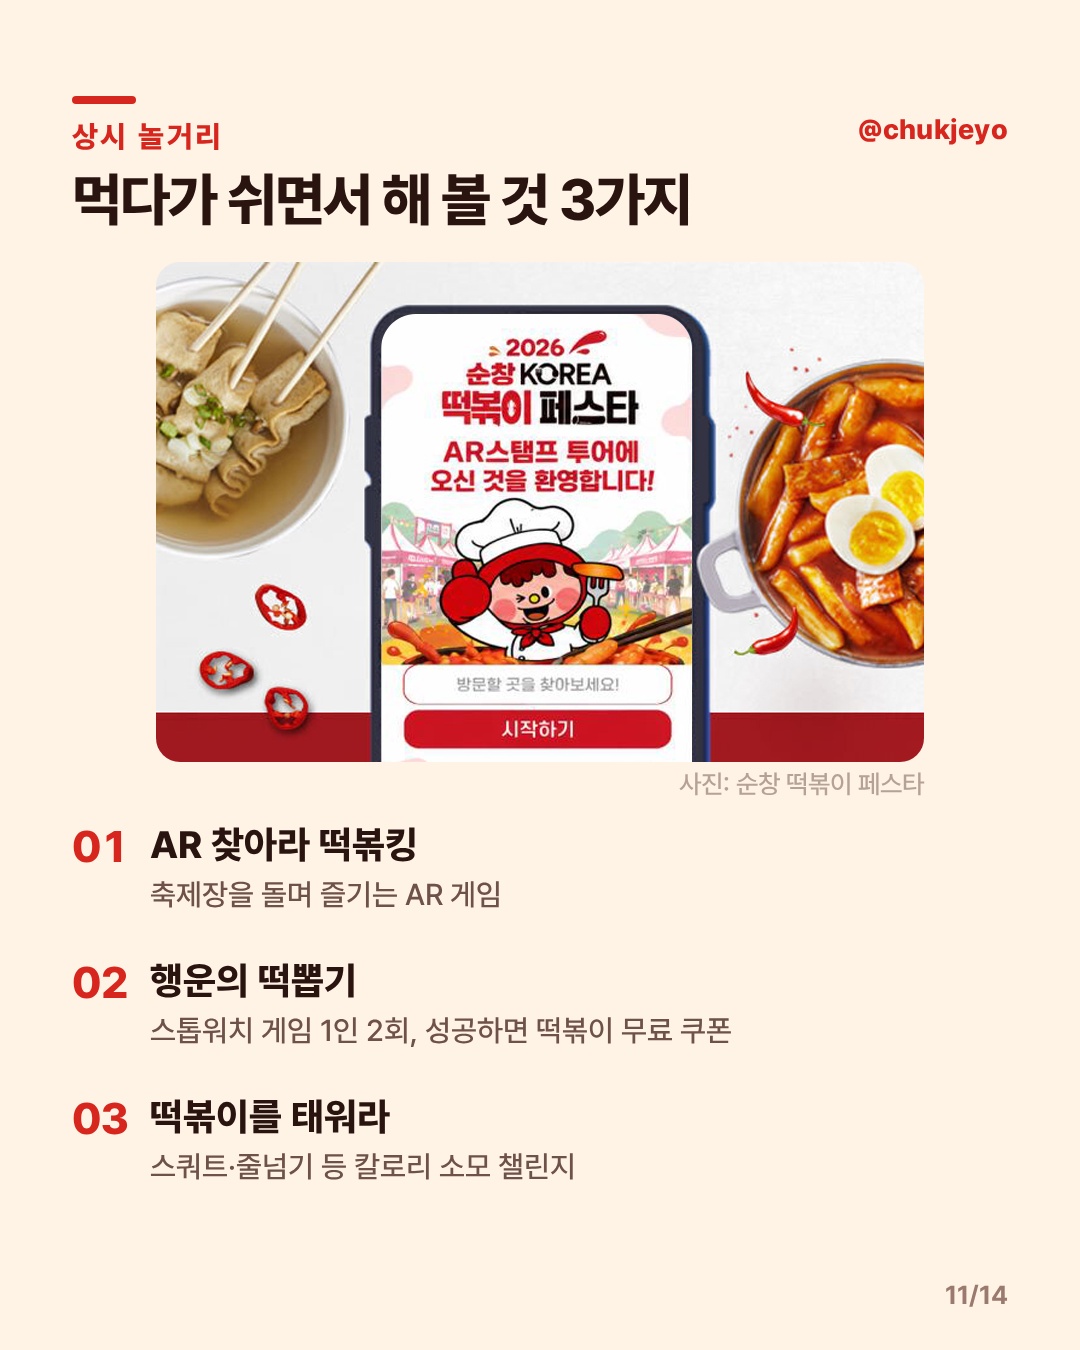 상시 놀거리
@chukjeyo
먹다가 쉬면서 해 볼 것 3가지
2026
순창 KOREA
떡볶이 페스타
AR스탬프 투어에
오신 것을 환영합니다!
방문할 곳을 찾아보세요!
시작하기
사진: 순창 떡볶이 페스타
01 AR 찾아라 떡볶킹
축제장을 돌며 즐기는 AR 게임
02 행운의 떡뽑기
스톱워치 게임 1인 2회, 성공하면 떡볶이 무료 쿠폰
03 떡볶이를 태워라
스쿼트·줄넘기 등 칼로리 소모 챌린지
11/14